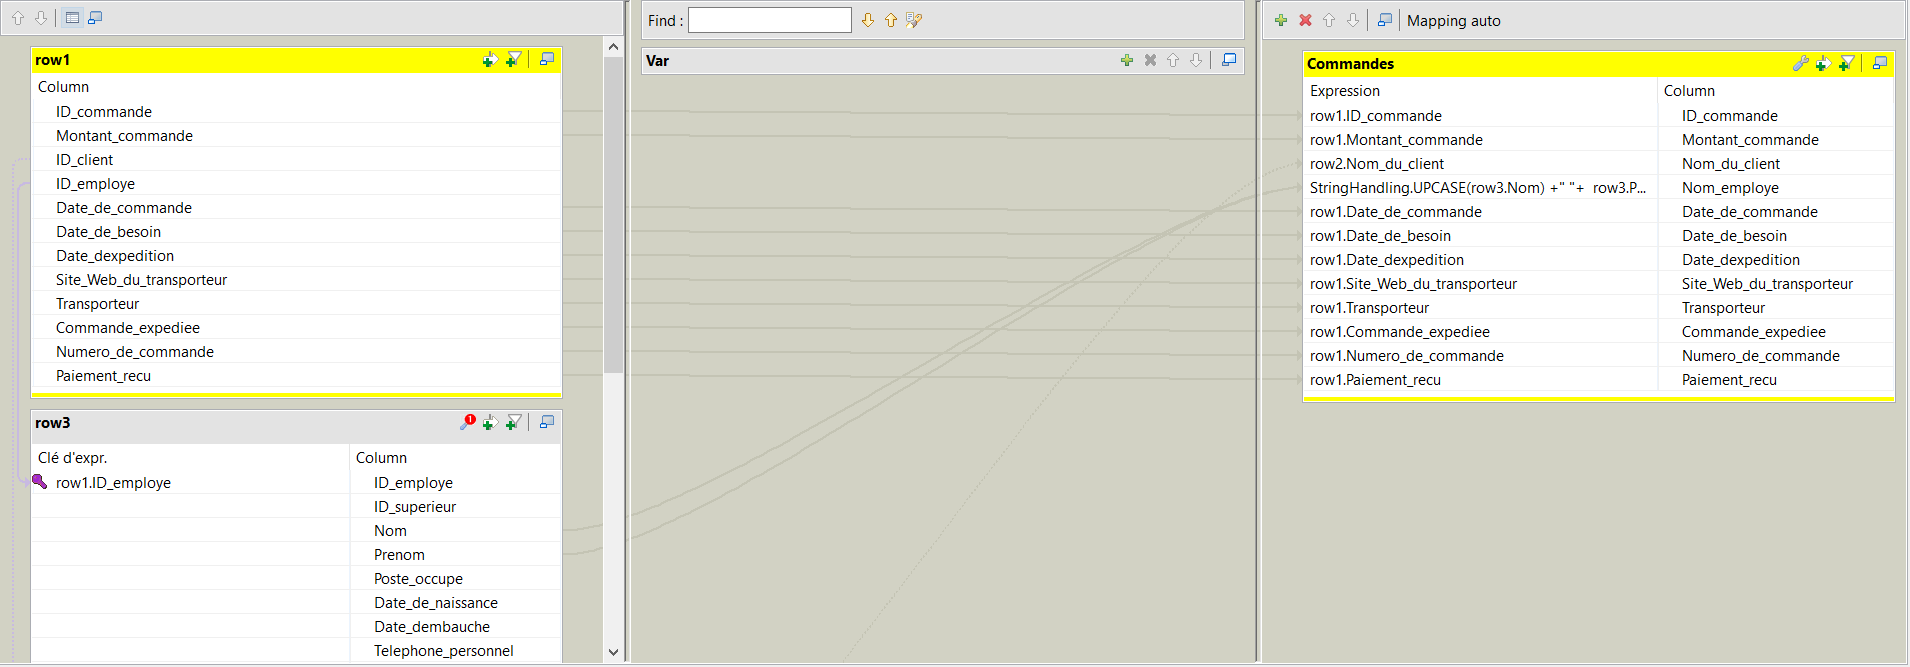 row1
Column
ID_commande
Montant_commande
ID_client
ID_employe
Date_de_commande
Date_de_besoin
Date_dexpedition
Site_Web_du_transporteur
Transporteur
Commande_expediee
Numero_de_commande
Paiement_recu
row3
Clé d'expr. Column
row1.ID_employe ID_employe
ID_superieur
Nom
Prenom
Poste_occupe
Date_de_naissance
Date_dembauche
Telephone_personnel
Find :
Var
Mapping auto
Commandes
Expression Column
row1.ID_commande ID_commande
row1.Montant_commande Montant_commande
row2.Nom_du_client Nom_du_client
StringHandling.UPCASE(row3.Nom) +" "+  row3.P... Nom_employe
row1.Date_de_commande Date_de_commande
row1.Date_de_besoin Date_de_besoin
row1.Date_dexpedition Date_dexpedition
row1.Site_Web_du_transporteur Site_Web_du_transporteur
row1.Transporteur Transporteur
row1.Commande_expediee Commande_expediee
row1.Numero_de_commande Numero_de_commande
row1.Paiement_recu Paiement_recu